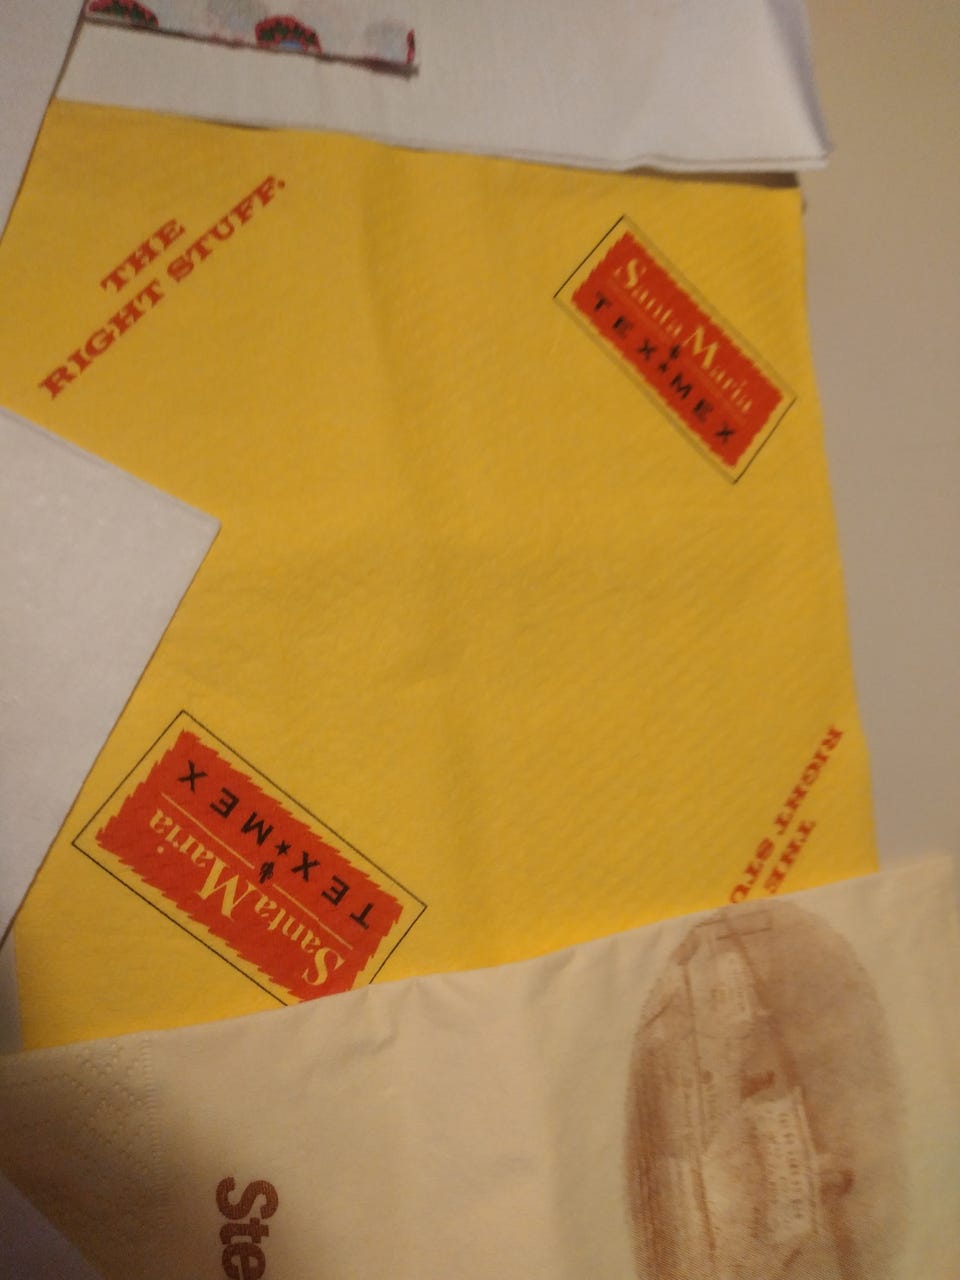 THE
RIGHT STUFF.
Santa Maria
TEX★MEX
Santa Maria
TEX★MEX
THE
RIGHT STU
Ste